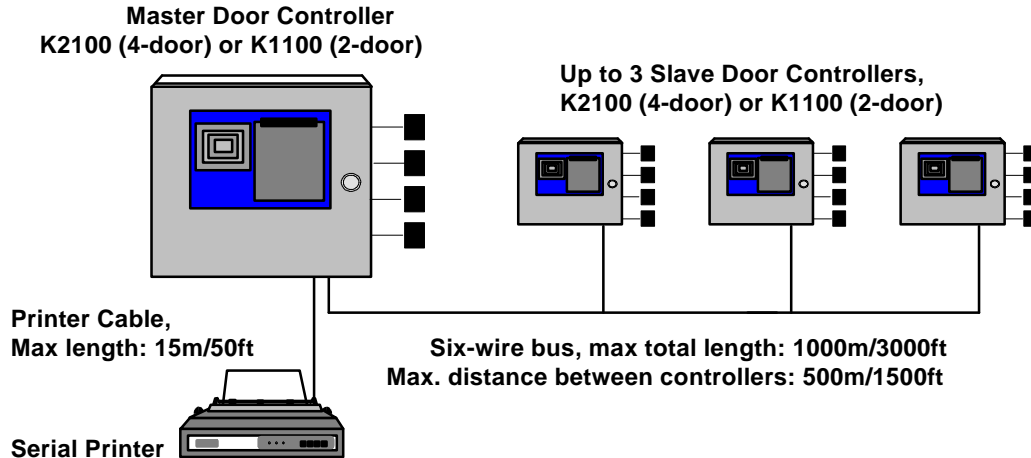 Master Door Controller
K2100 (4-door) or K1100 (2-door)
Up to 3 Slave Door Controllers,
K2100 (4-door) or K1100 (2-door)
Printer Cable,
Max length: 15m/50ft
Six-wire bus, max total length: 1000m/3000ft
Max. distance between controllers: 500m/1500ft
Serial Printer